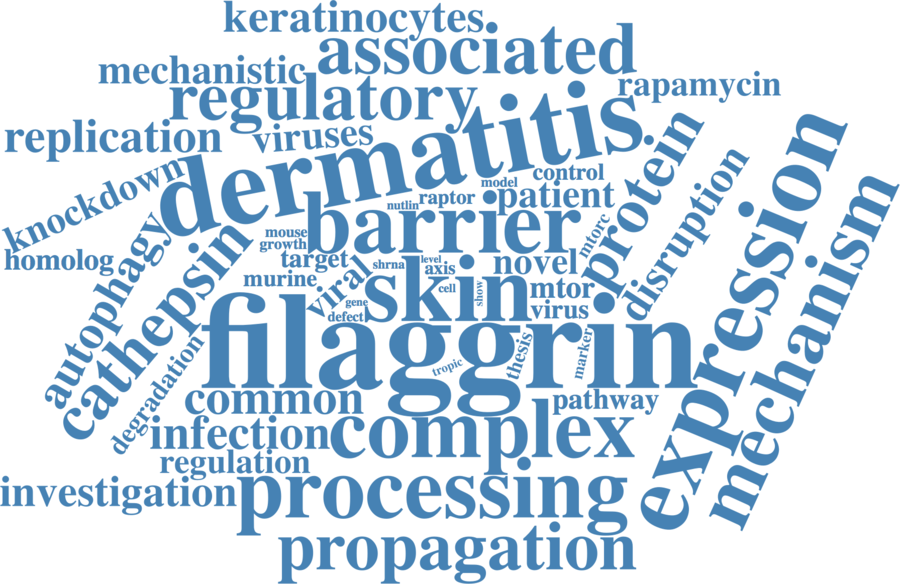 keratinocytes
associated
mechanistic
regulatory
rapamycin
replication
viruses
dermatitis
protein
expression
knockdown
control
model
patient
disruption
nutlin
raptor
barrier
mechanism
mouse
growth
mtorc
homolog
autophagy
cathepsin
target
novel
level
shrna
axis
murine
viral
skin
cell
show
mtor
gene
virus
defect
filaggrin
tropic
thesis
marker
degradation
common
pathway
infection
complex
regulation
investigation
processing
propagation